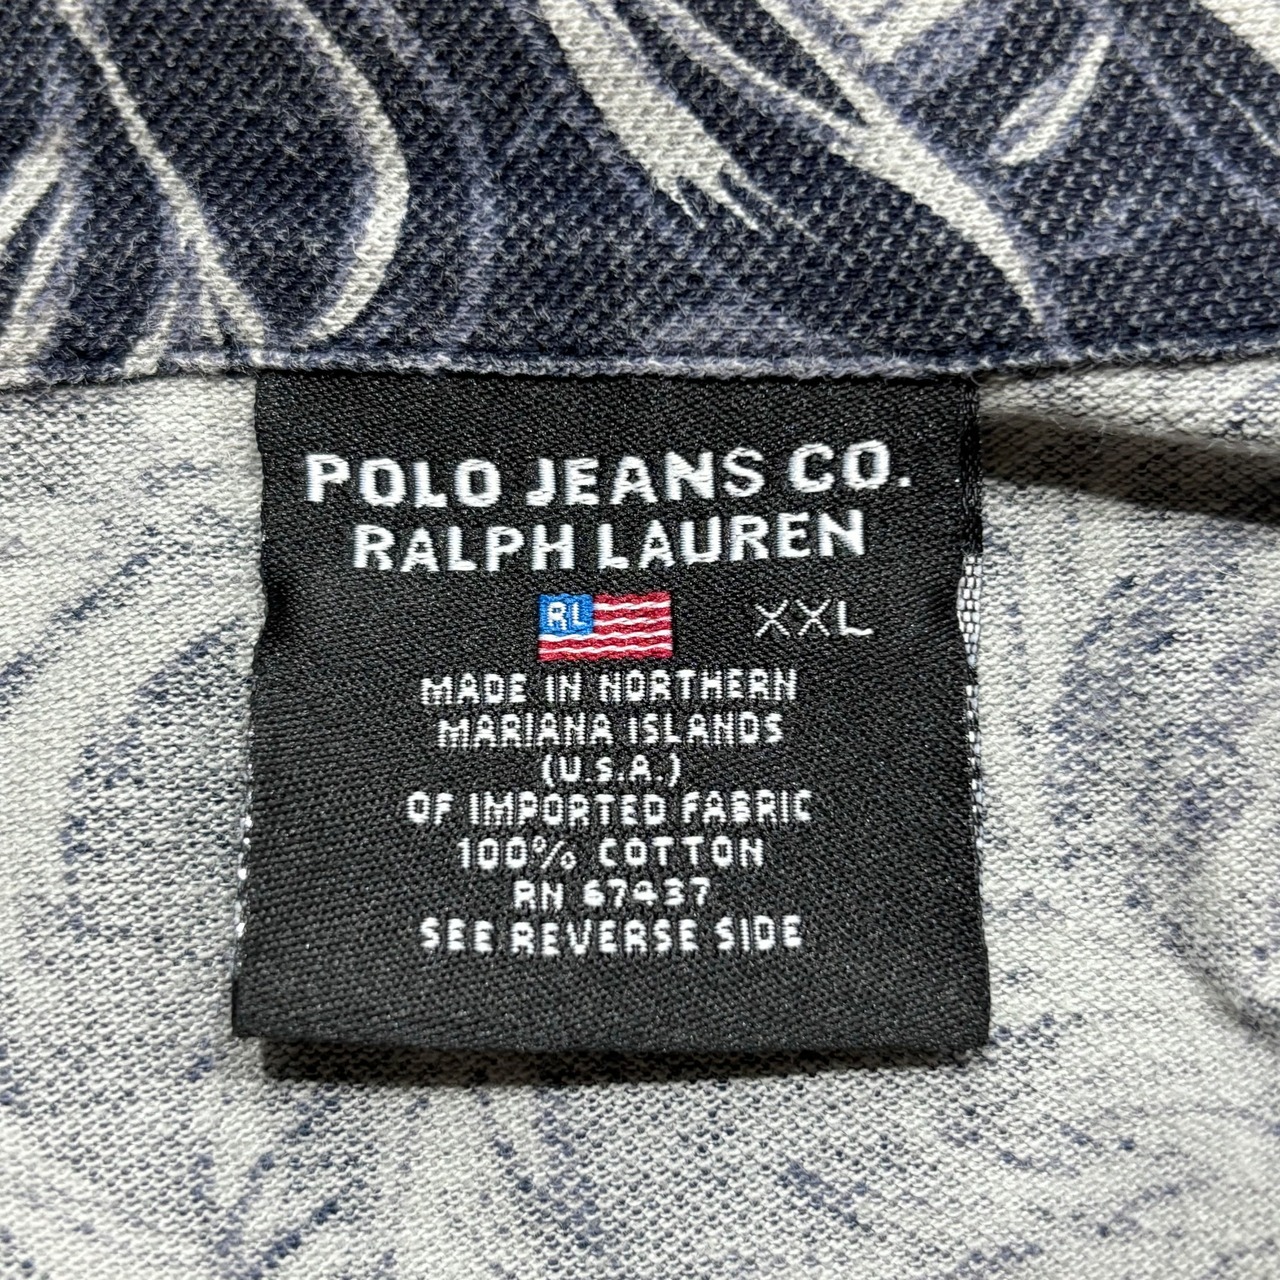 POLO JEANS CO.
RALPH LAUREN
RL XXL
MADE IN NORTHERN
MARIANA ISLANDS
(U.S.A.)
OF IMPORTED FABRIC
100% COTTON
RN 67437
SEE REVERSE SIDE